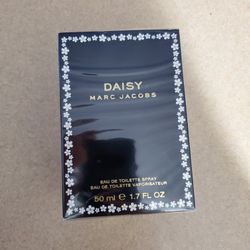 DAISY
MARC JACOBS
EAU DE TOILETTE SPRAY
EAU DE TOILETTE VAPORISATEUR
50 ml ℮ 1.7 FL OZ